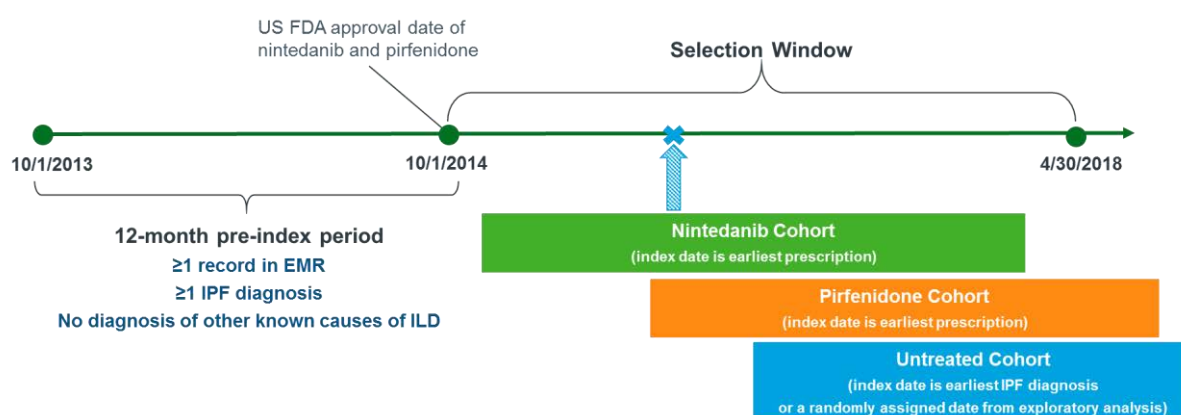 US FDA approval date of
nintedanib and pirfenidone
Selection Window
10/1/2013
10/1/2014
4/30/2018
12-month pre-index period
≥1 record in EMR
≥1 IPF diagnosis
No diagnosis of other known causes of ILD
Nintedanib Cohort
(index date is earliest prescription)
Pirfenidone Cohort
(index date is earliest prescription)
Untreated Cohort
(index date is earliest IPF diagnosis
or a randomly assigned date from exploratory analysis)